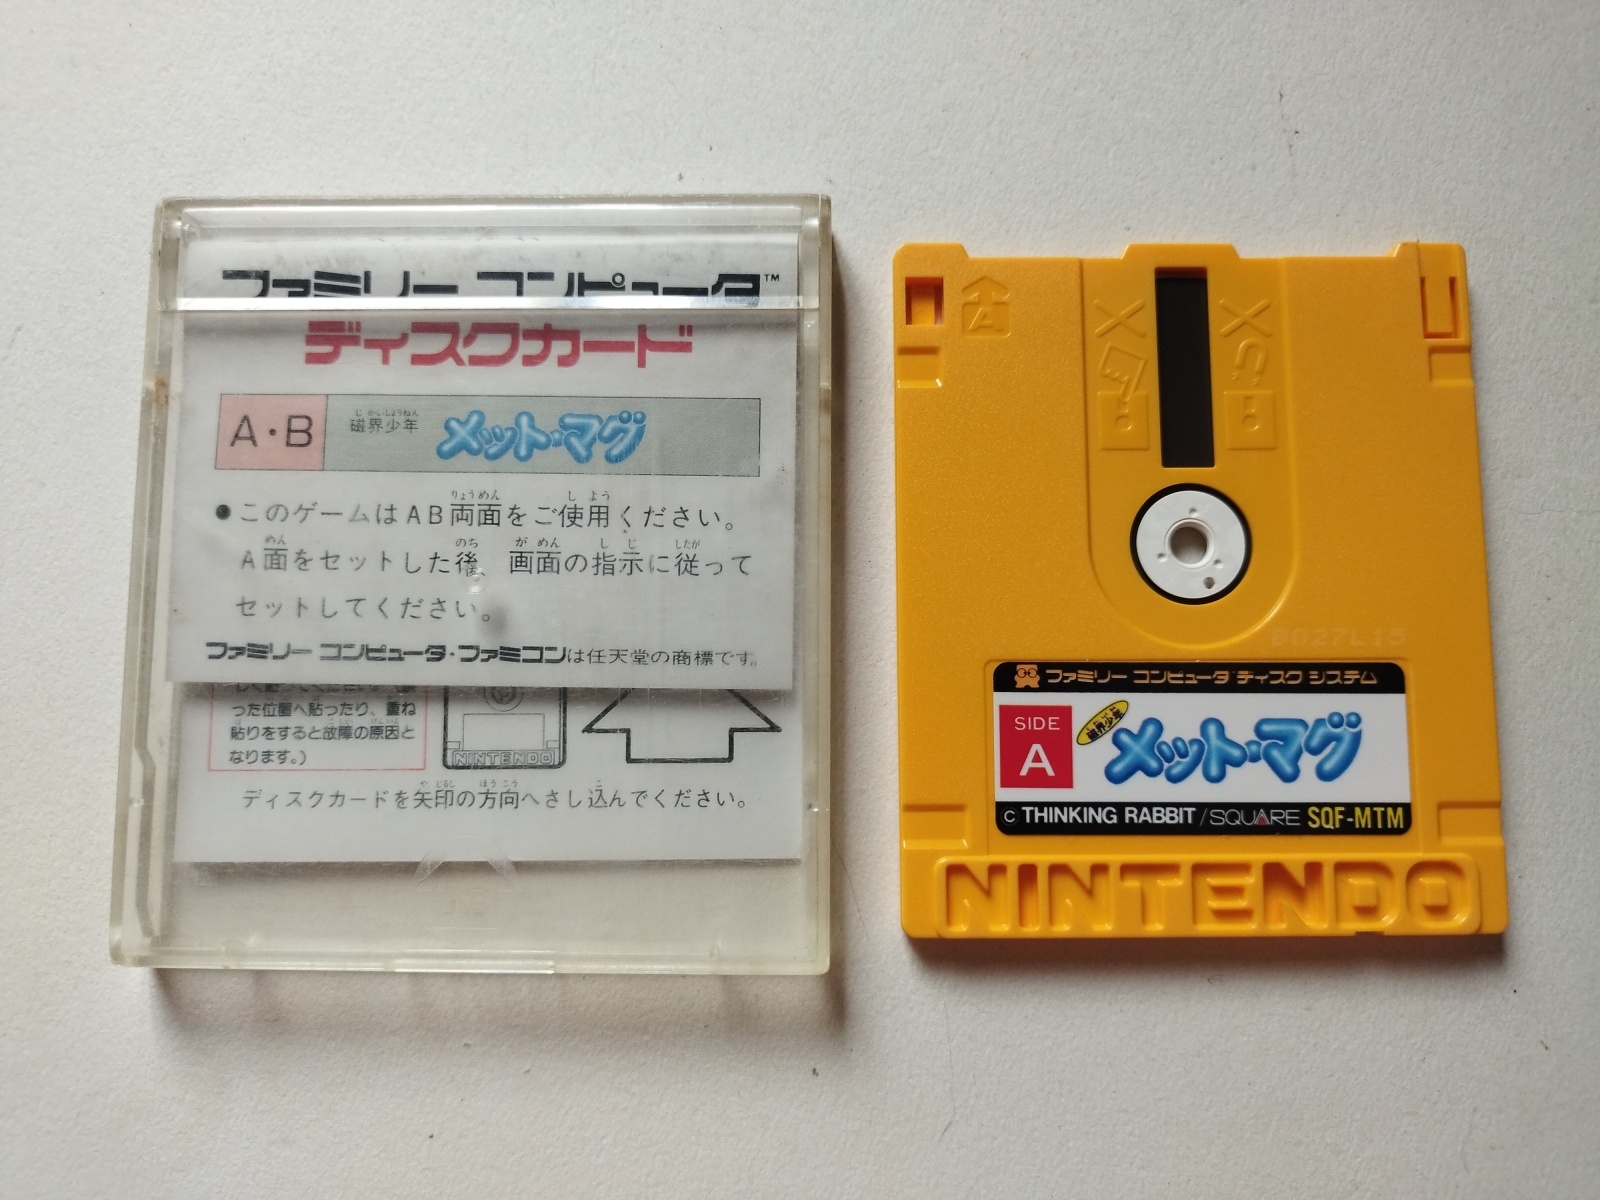 ファミリー コンピュータ™
ディスクカード
A・B
じかいしょうねん
磁界少年
メット・マグ
りょうめん しよう
●このゲームはAB両面をご使用ください。
めん のち がめん しじ したが
A面をセットした後、画面の指示に従って
セットしてください。
ファミリー コンピュータ・ファミコンは任天堂の商標です。
った位置へ貼ったり、重ね
貼りをすると故障の原因と
なります。)
NINTENDO
やじるし ほうこう こ
ディスクカードを矢印の方向へさし込んでください。
A
8027L15
ファミリー コンピュータ ディスク システム
SIDE
A
磁界少年
メット・マグ
© THINKING RABBIT / SQUARE SQF-MTM
NINTENDO